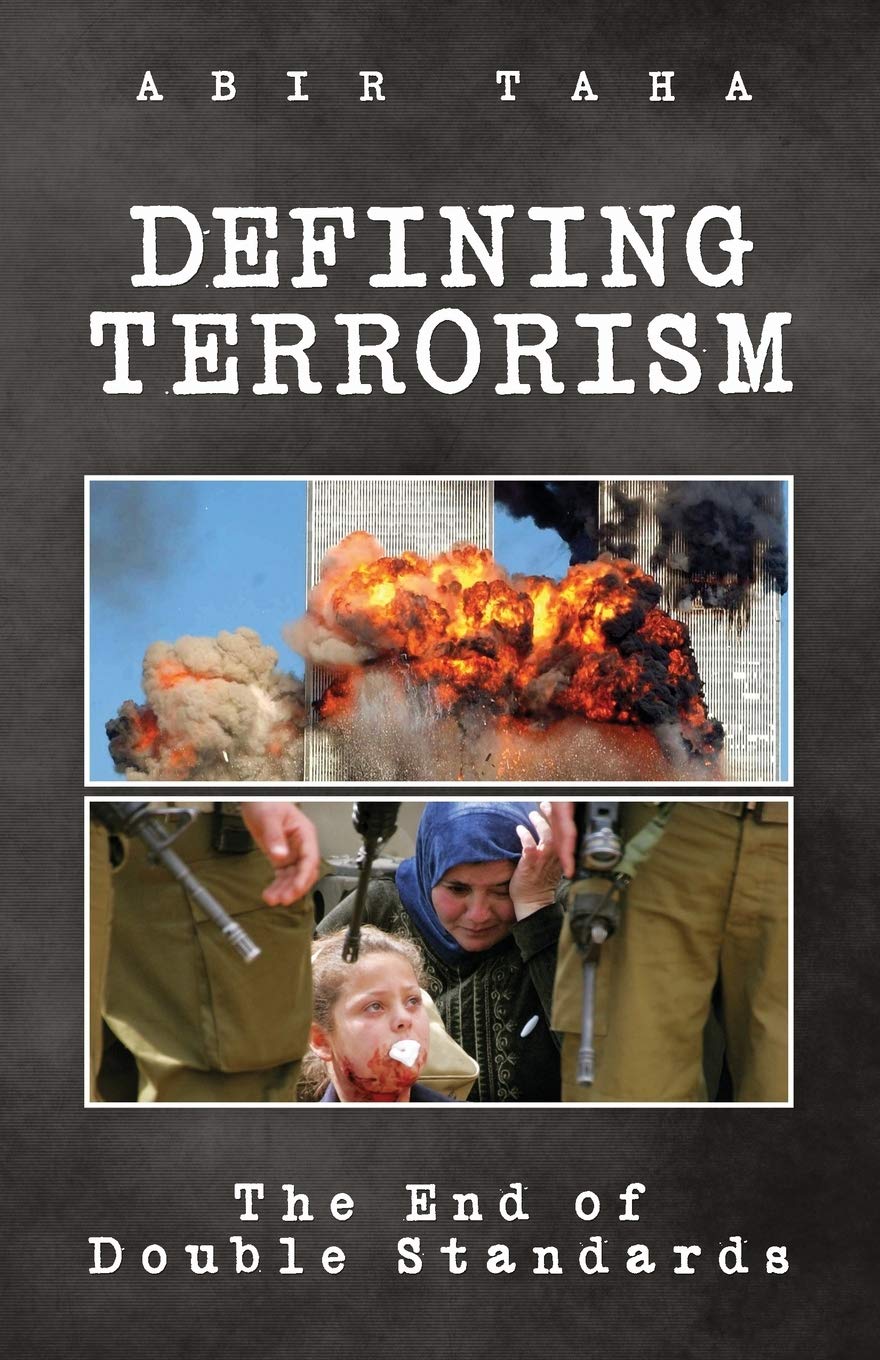 ABIR TAHA
DEFINING
TERRORISM
The End of
Double Standards